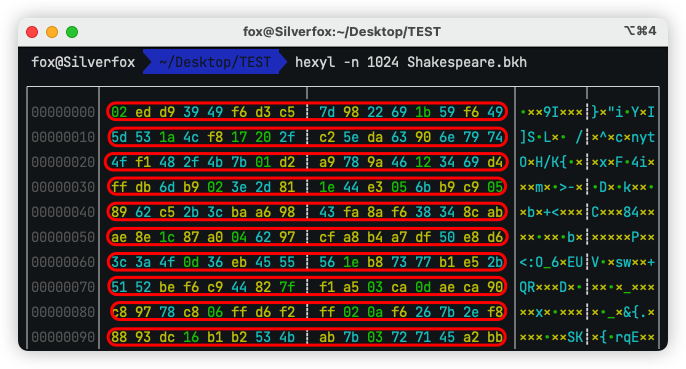 fox@Silverfox:~/Desktop/TEST
⌥⌘4
fox@Silverfox ~/Desktop/TEST hexyl -n 1024 Shakespeare.bkh
00000000 02 ed d9 39 49 f6 d3 c5 7d 98 22 69 1b 59 f6 49 •××9I××× }×"i•Y×I
00000010 5d 53 1a 4c f8 17 20 2f c2 5e da 63 90 6e 79 74 ]S•L×• / ×^×c×nyt
00000020 4f f1 48 2f 4b 7b 01 d2 a9 78 9a 46 12 34 69 d4 O×H/K{•× ×x×F•4i×
00000030 ff db 6d b9 02 3e 2d 81 1e 44 e3 05 6b b9 c9 05 ××m×•>-× •D×•k××•
00000040 89 62 c5 2b 3c ba a6 98 43 fa 8a f6 38 34 8c ab ×b×+<××× C×××84××
00000050 ae 8e 1c 87 a0 04 62 97 cf a8 b4 a7 df 50 e8 d6 ××•××•b× ×××××P××
00000060 3c 3a 4f 0d 36 eb 45 55 56 1e b8 73 77 b1 e5 2b <:O_6×EU V•×sw××+
00000070 51 52 be f6 c9 44 82 7f f1 a5 03 ca 0d ae ca 90 QR×××D×• ××•×_×××
00000080 c8 97 78 c8 06 ff d6 f2 ff 02 0a f6 26 7b 2e f8 ××x×•××× ×•_×&{.×
00000090 88 93 dc 16 b1 b2 53 4b ab 7b 03 72 71 45 a2 bb ×××•××SK ×{•rqE××